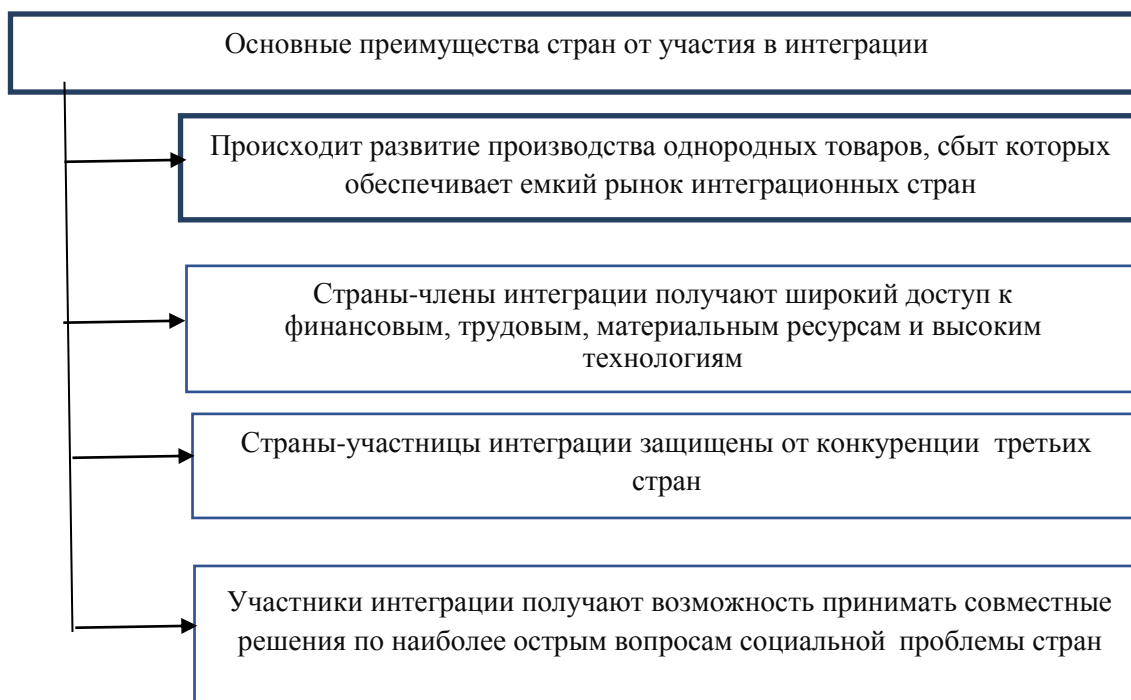 Основные преимущества стран от участия в интеграции
Происходит развитие производства однородных товаров, сбыт которых
обеспечивает емкий рынок интеграционных стран
Страны-члены интеграции получают широкий доступ к
финансовым, трудовым, материальным ресурсам и высоким
технологиям
Страны-участницы интеграции защищены от конкуренции третьих
стран
Участники интеграции получают возможность принимать совместные
решения по наиболее острым вопросам социальной проблемы стран